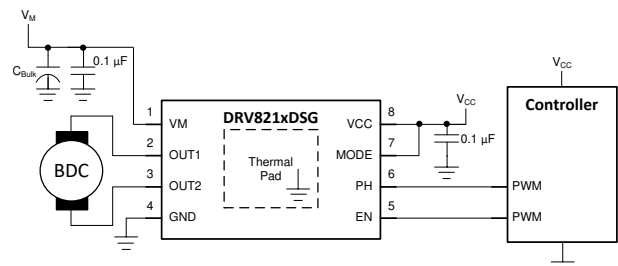 V_M
C_Bulk
0.1 µF
BDC
DRV821xDSG
1
VM
2
OUT1
3
OUT2
4
GND
Thermal
Pad
8
VCC
7
MODE
6
PH
5
EN
V_CC
0.1 µF
V_CC
Controller
PWM
PWM